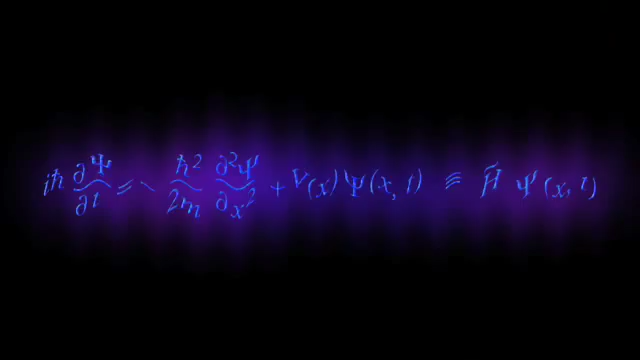 iħ ∂Ψ/∂t = - ħ²/2m ∂²Ψ/∂x² + V(x)Ψ(x, t) ≡ H̃ Ψ(x, t)